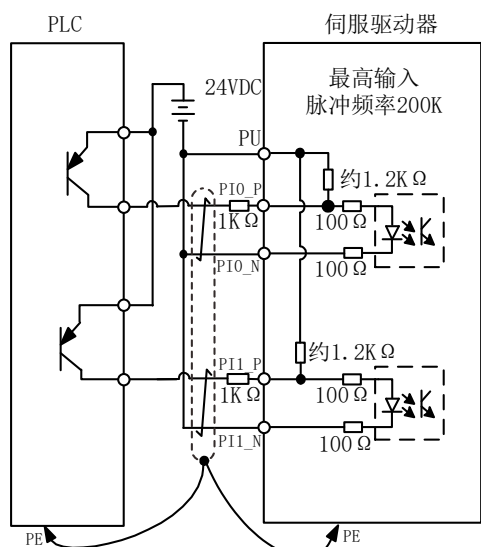 PLC
伺服驱动器
24VDC
最高输入
脉冲频率200K
PU
约1.2KΩ
PI0_P
1KΩ
100Ω
PI0_N
100Ω
约1.2KΩ
PI1_P
1KΩ
100Ω
PI1_N
100Ω
PE
PE